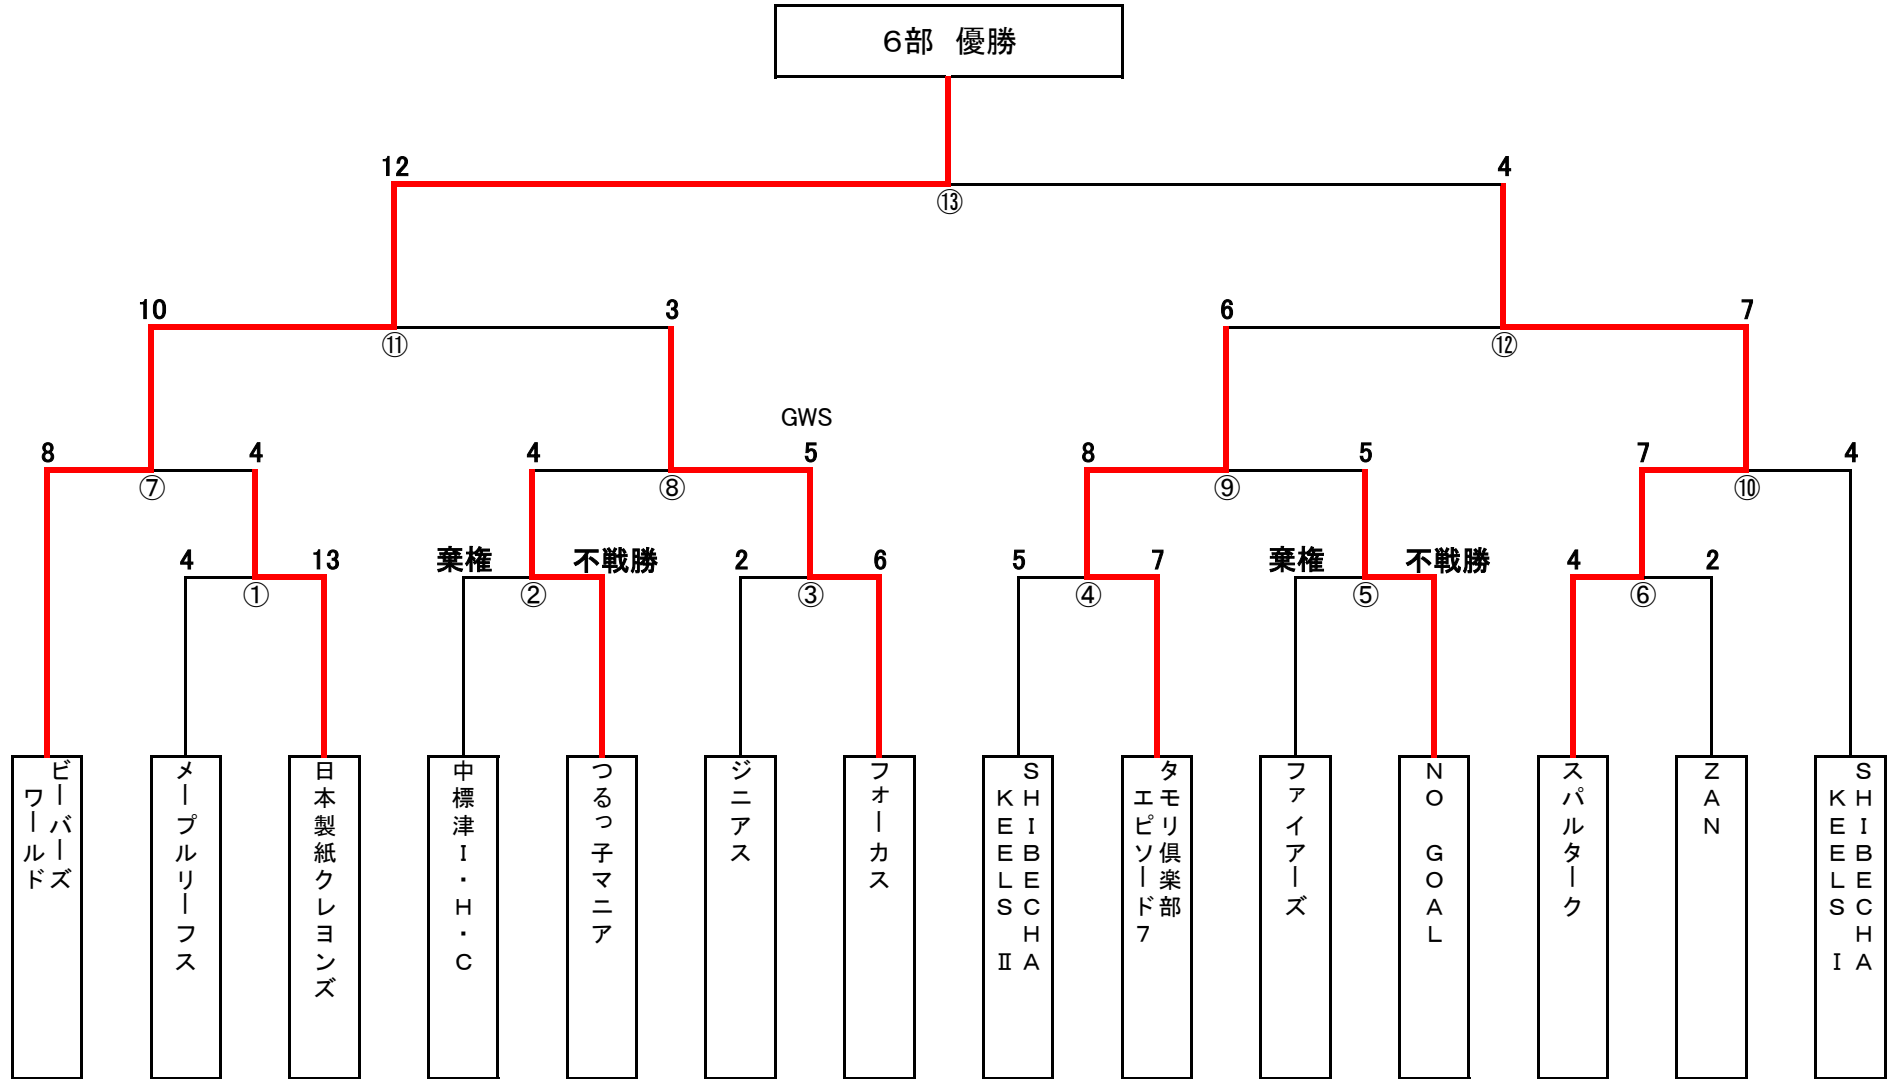 6部 優勝
12
4
⑬
10
3
6
7
⑪
⑫
GWS
8
4
4
5
8
5
7
4
⑦
⑧
⑨
⑩
4
13
棄権
不戦勝
2
6
5
7
棄権
不戦勝
4
2
①
②
③
④
⑤
⑥
ビーバーズ
ワールド
メープルリーフス
日本製紙クレヨンズ
中標津I・H・C
つるっ子マニア
ジニアス
フォーカス
SHIBECHA
KEELS Ⅱ
タモリ倶楽部
エピソード7
ファイアーズ
NO GOAL
スパルターク
ZAN
SHIBECHA
KEELS I